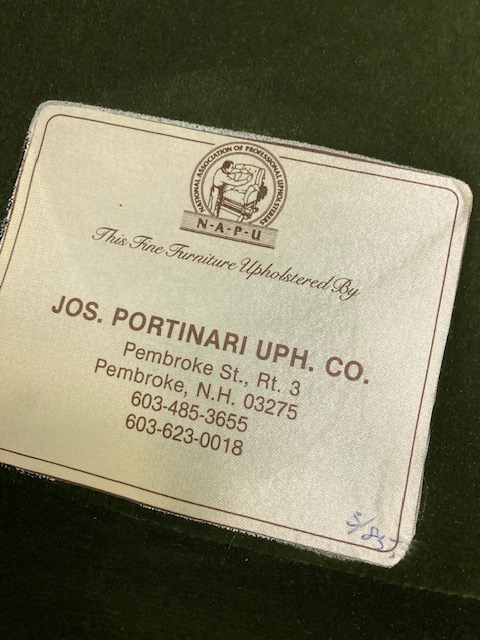 NATIONAL ASSOCIATION OF PROFESSIONAL UPHOLSTERERS
N-A-P-U
This Fine Furniture Upholstered By
JOS. PORTINARI UPH. CO.
Pembroke St., Rt. 3
Pembroke, N.H. 03275
603-485-3655
603-623-0018